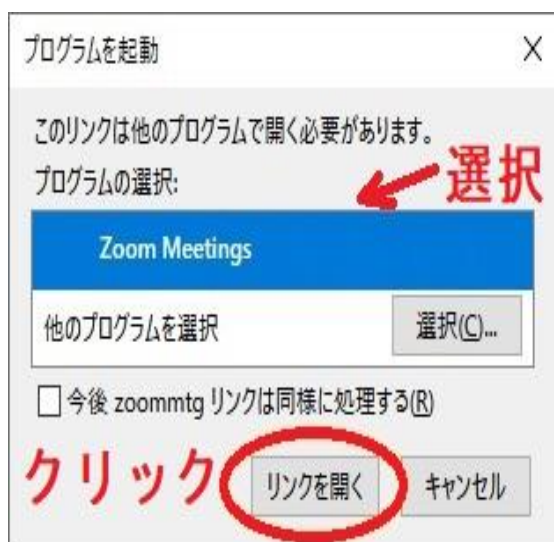 プログラムを起動
このリンクは他のプログラムで開く必要があります。
プログラムの選択:
選択
Zoom Meetings
他のプログラムを選択 選択(C)...
今後 zoommtg リンクは同様に処理する(R)
クリック リンクを開く キャンセル